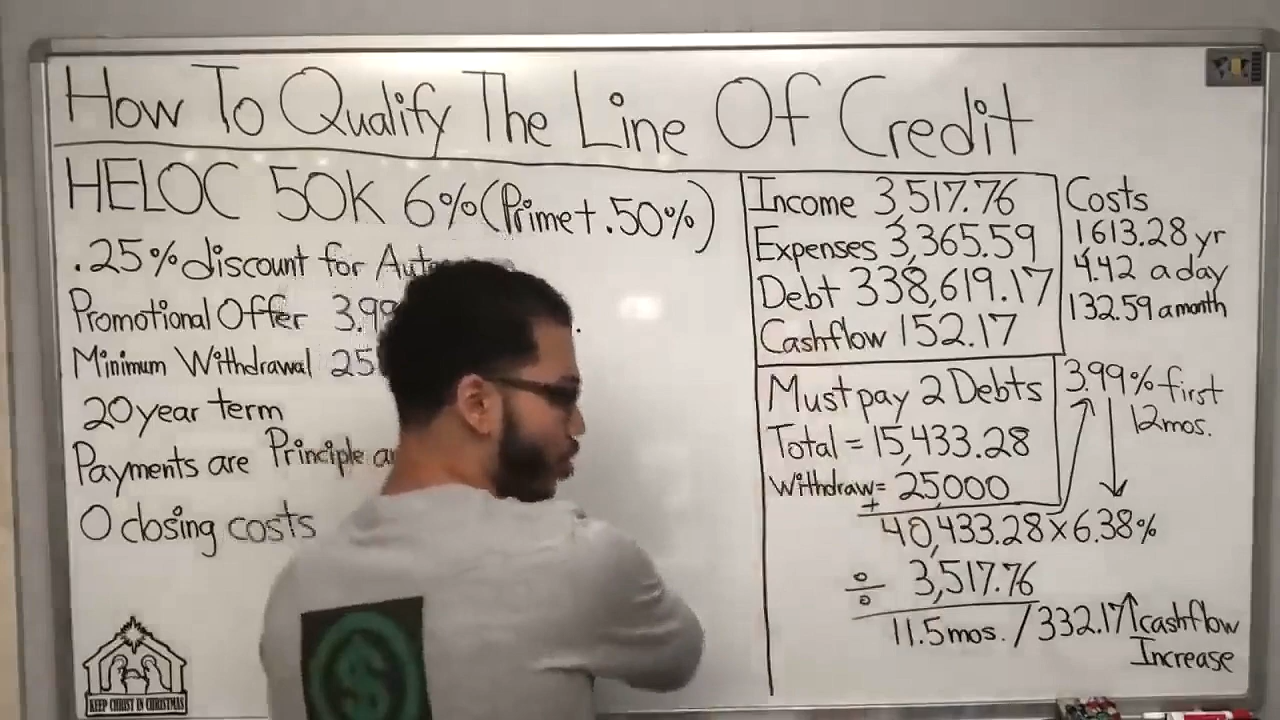 How To Qualify The Line Of Credit
HELOC 50K 6% (Prime + .50%)
.25% discount for
Promotional Offer 3.99
Minimum Withdrawal 25
20 year term
Payments are Principle
0 closing costs
KEEP CHRIST IN CHRISTMAS
Income 3,517.76
Expenses 3,365.59
Debt 338,619.17
Cashflow 152.17
Costs
1613.28 yr
4.42 a day
132.59 a month
Must pay 2 Debts
Total = 15,433.28
Withdraw = 25000
+
40,433.28 x 6.38%
÷ 3,517.76
11.5 mos. / 332.17 ↑ cashflow
Increase
3.99% first
12 mos.